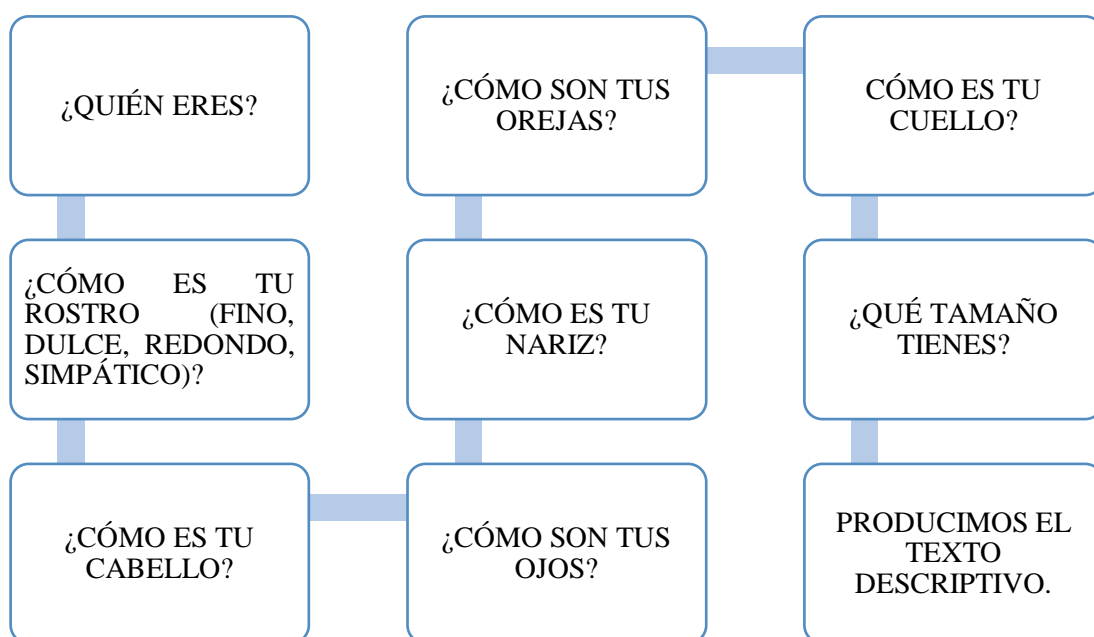 ¿QUIÉN ERES?
¿CÓMO ES TU
ROSTRO (FINO,
DULCE, REDONDO,
SIMPÁTICO)?
¿CÓMO ES TU
CABELLO?
¿CÓMO SON TUS
OJOS?
¿CÓMO ES TU
NARIZ?
¿CÓMO SON TUS
OREJAS?
CÓMO ES TU
CUELLO?
¿QUÉ TAMAÑO
TIENES?
PRODUCIMOS EL
TEXTO
DESCRIPTIVO.